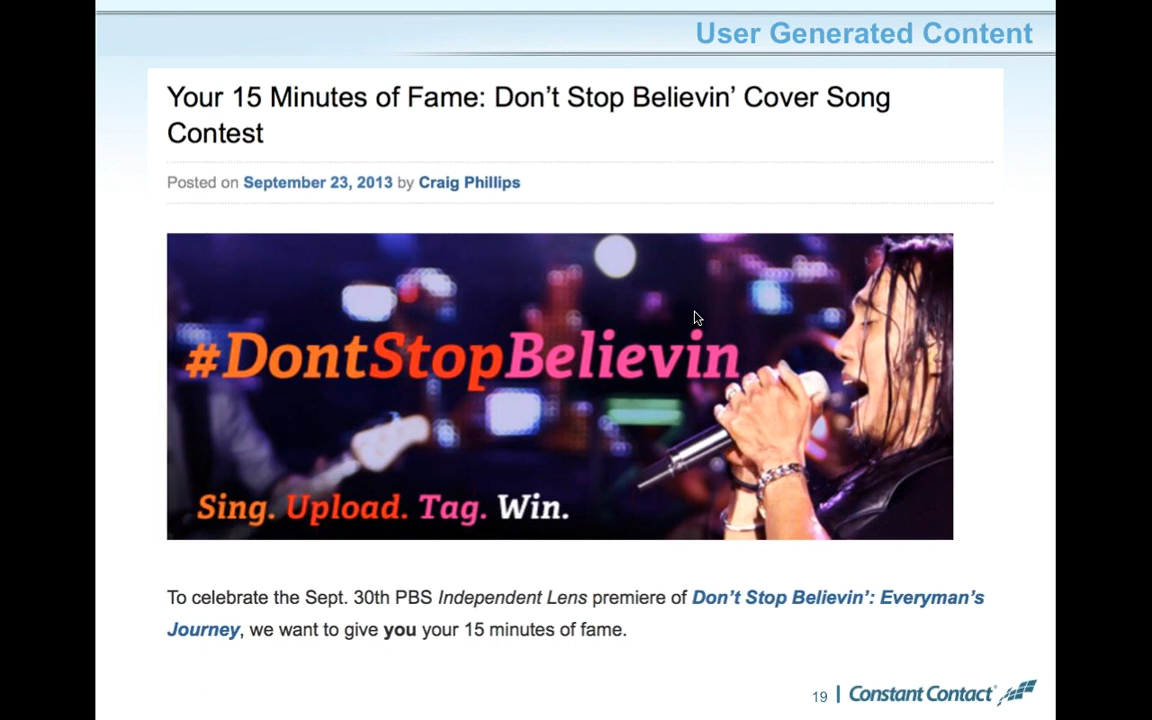 User Generated Content
Your 15 Minutes of Fame: Don’t Stop Believin’ Cover Song
Contest
Posted on September 23, 2013 by Craig Phillips
#DontStopBelievin
Sing. Upload. Tag. Win.
To celebrate the Sept. 30th PBS Independent Lens premiere of Don’t Stop Believin’: Everyman’s
Journey, we want to give you your 15 minutes of fame.
19 | Constant Contact®